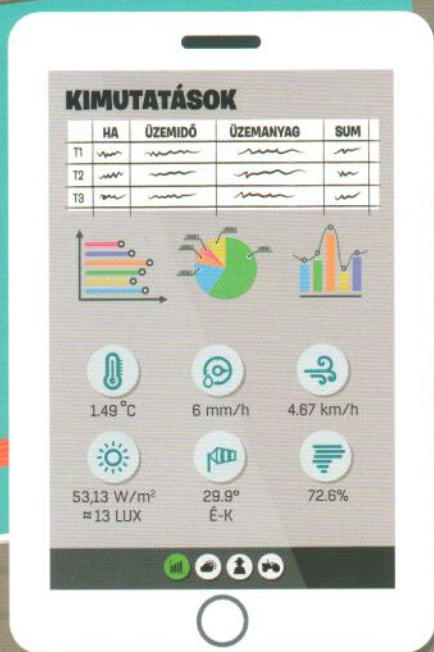 KIMUTATÁSOK
HA ÜZEMIDŐ ÜZEMANYAG SUM
T1
T2
T3
1.49 °C 6 mm/h 4.67 km/h
53,13 W/m² 29.9° 72.6%
≈13 LUX É-K